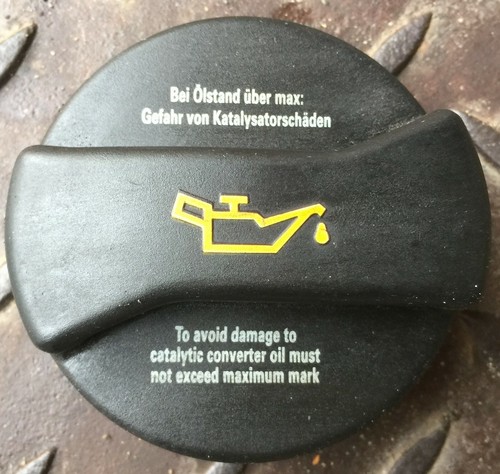 Bei Ölstand über max:
Gefahr von Katalysatorschäden
To avoid damage to
catalytic converter oil must
not exceed maximum mark